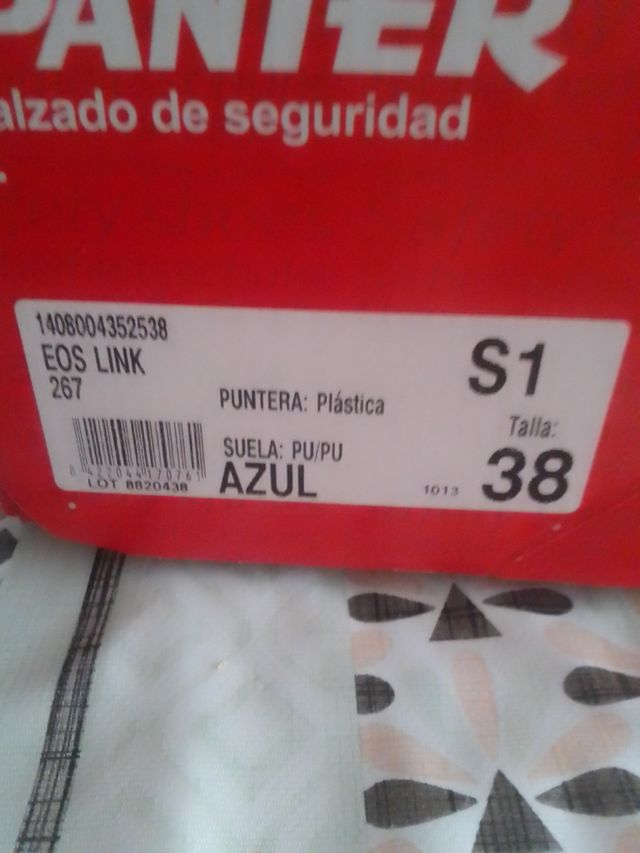 PANTER
alzado de seguridad
1408004352538
EOS LINK
267
S1
PUNTERA: Plástica
Talla:
SUELA: PU/PU
38
AZUL
1013
LOT 8820438